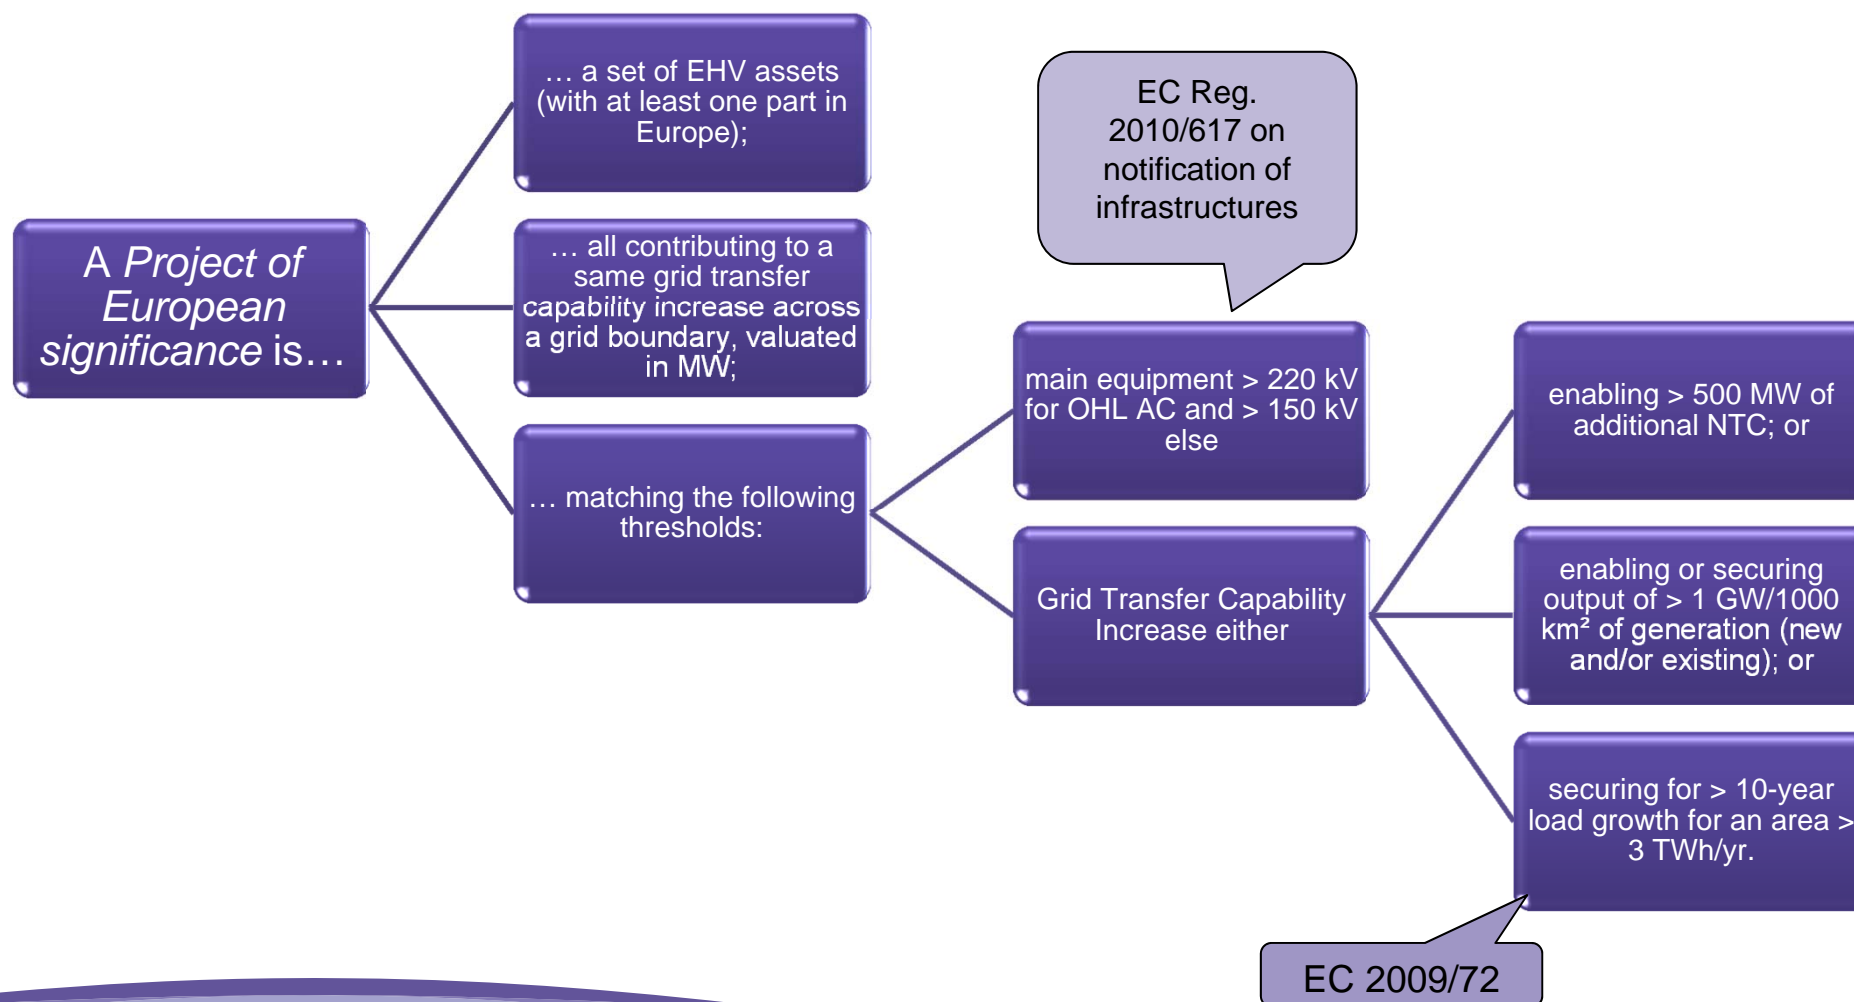 A Project of
European
significance is…
… a set of EHV assets
(with at least one part in
Europe);
… all contributing to a
same grid transfer
capability increase across
a grid boundary, valuated
in MW;
… matching the following
thresholds:
EC Reg.
2010/617 on
notification of
infrastructures
main equipment > 220 kV
for OHL AC and > 150 kV
else
Grid Transfer Capability
Increase either
enabling > 500 MW of
additional NTC; or
enabling or securing
output of > 1 GW/1000
km² of generation (new
and/or existing); or
securing for > 10-year
load growth for an area >
3 TWh/yr.
EC 2009/72